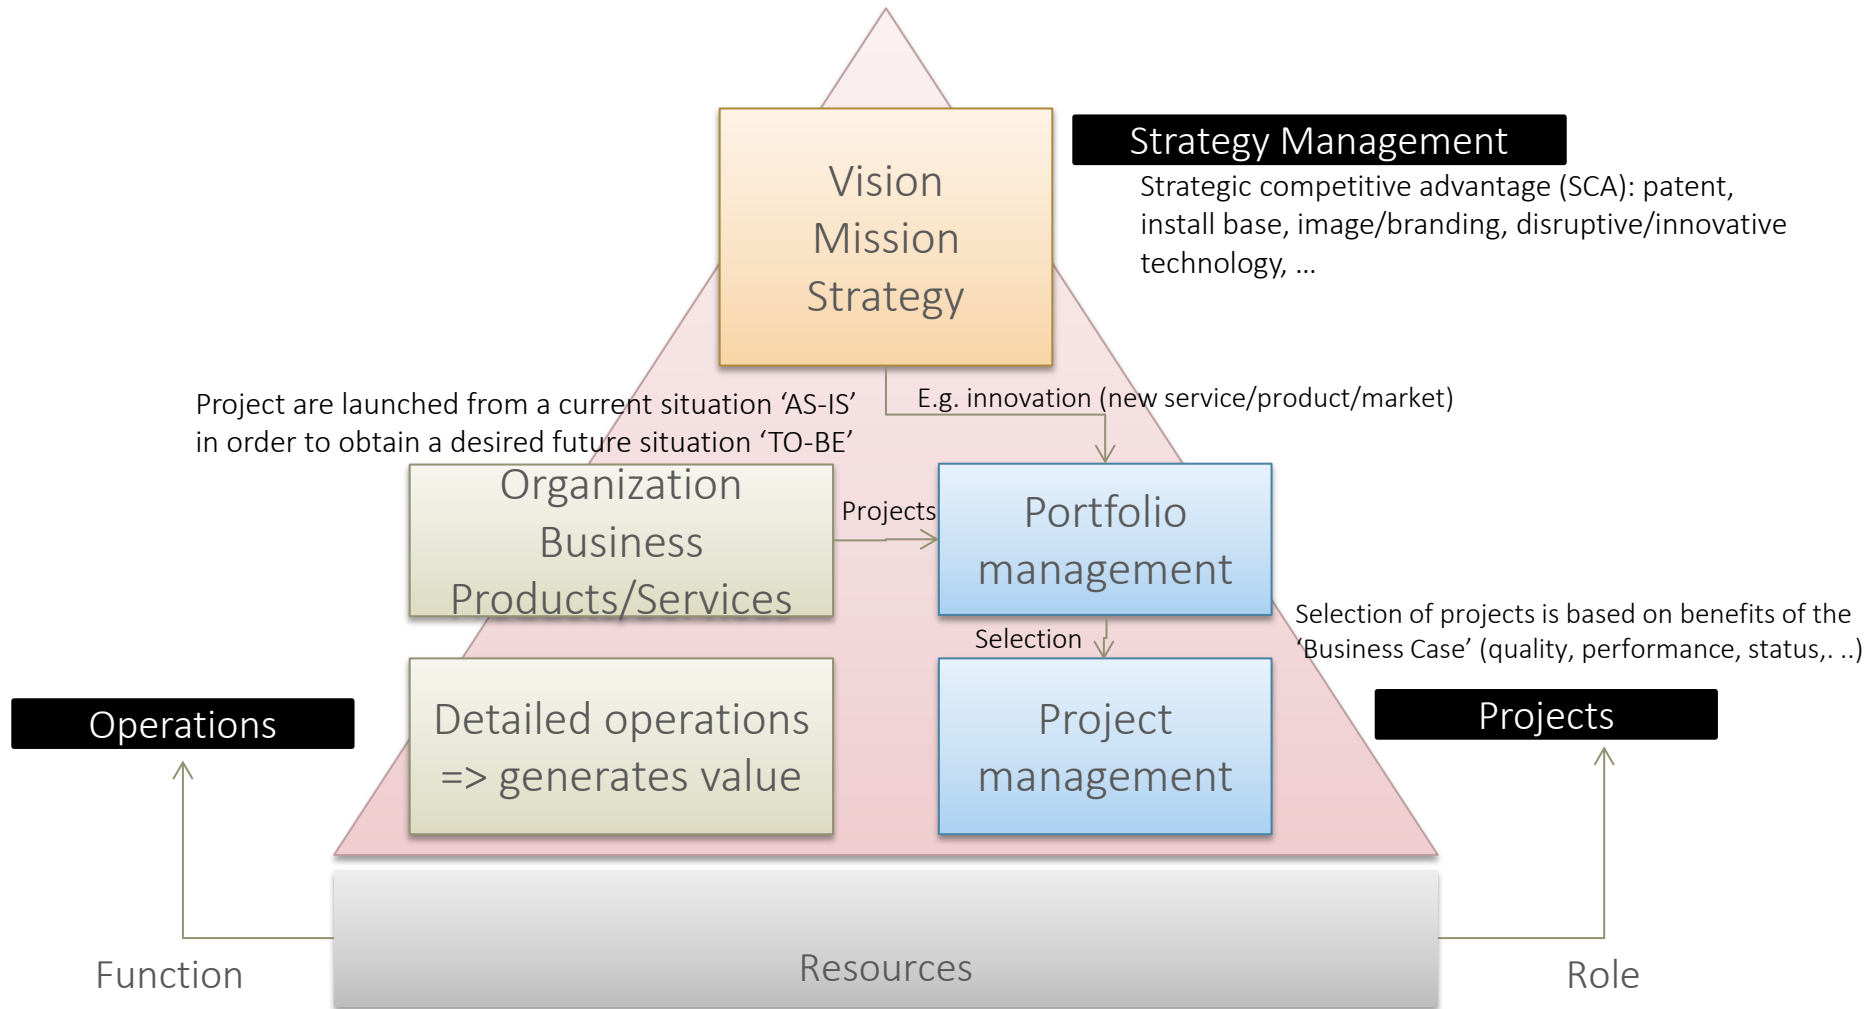 Vision
Mission
Strategy
Strategy Management
Strategic competitive advantage (SCA): patent,
install base, image/branding, disruptive/innovative
technology, ...
Project are launched from a current situation ‘AS-IS’
in order to obtain a desired future situation ‘TO-BE’
E.g. innovation (new service/product/market)
Organization
Business
Products/Services
Projects
Portfolio
management
Selection
Selection of projects is based on benefits of the
‘Business Case’ (quality, performance, status,. ..)
Operations
Detailed operations
=> generates value
Project
management
Projects
Function
Resources
Role